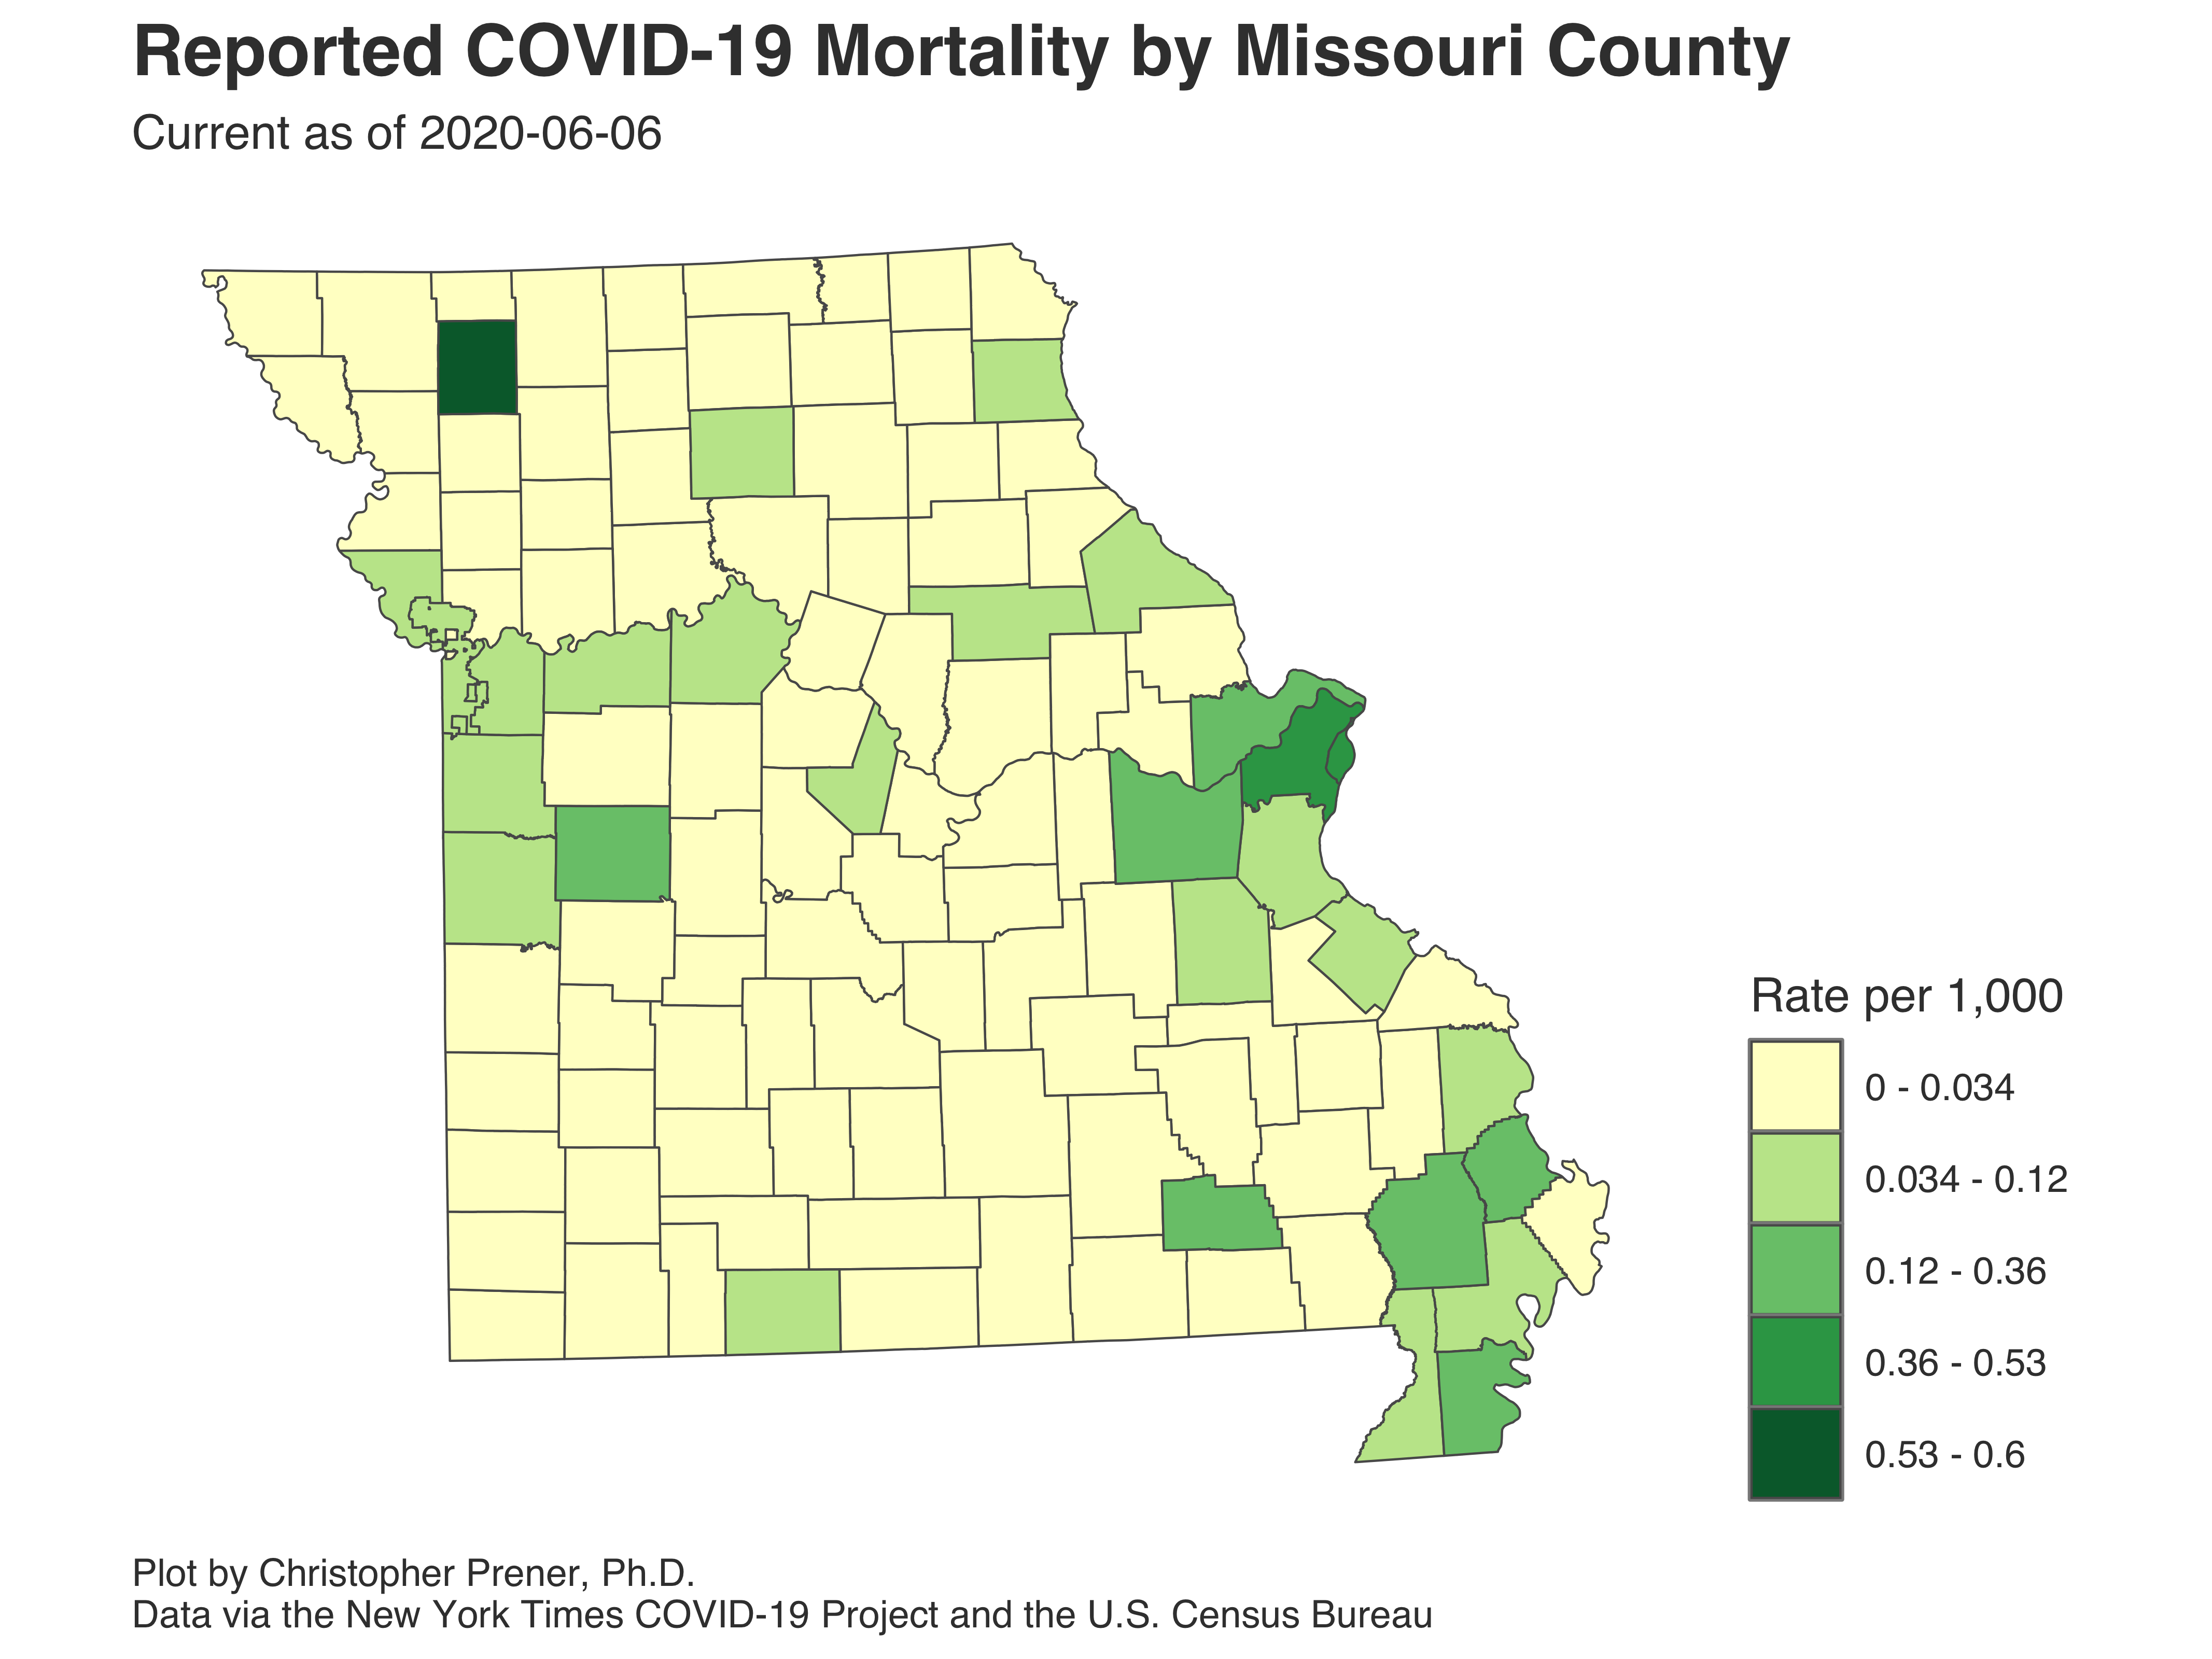 Reported COVID-19 Mortality by Missouri County
Current as of 2020-06-06
Rate per 1,000
0 - 0.034
0.034 - 0.12
0.12 - 0.36
0.36 - 0.53
0.53 - 0.6
Plot by Christopher Prener, Ph.D.
Data via the New York Times COVID-19 Project and the U.S. Census Bureau